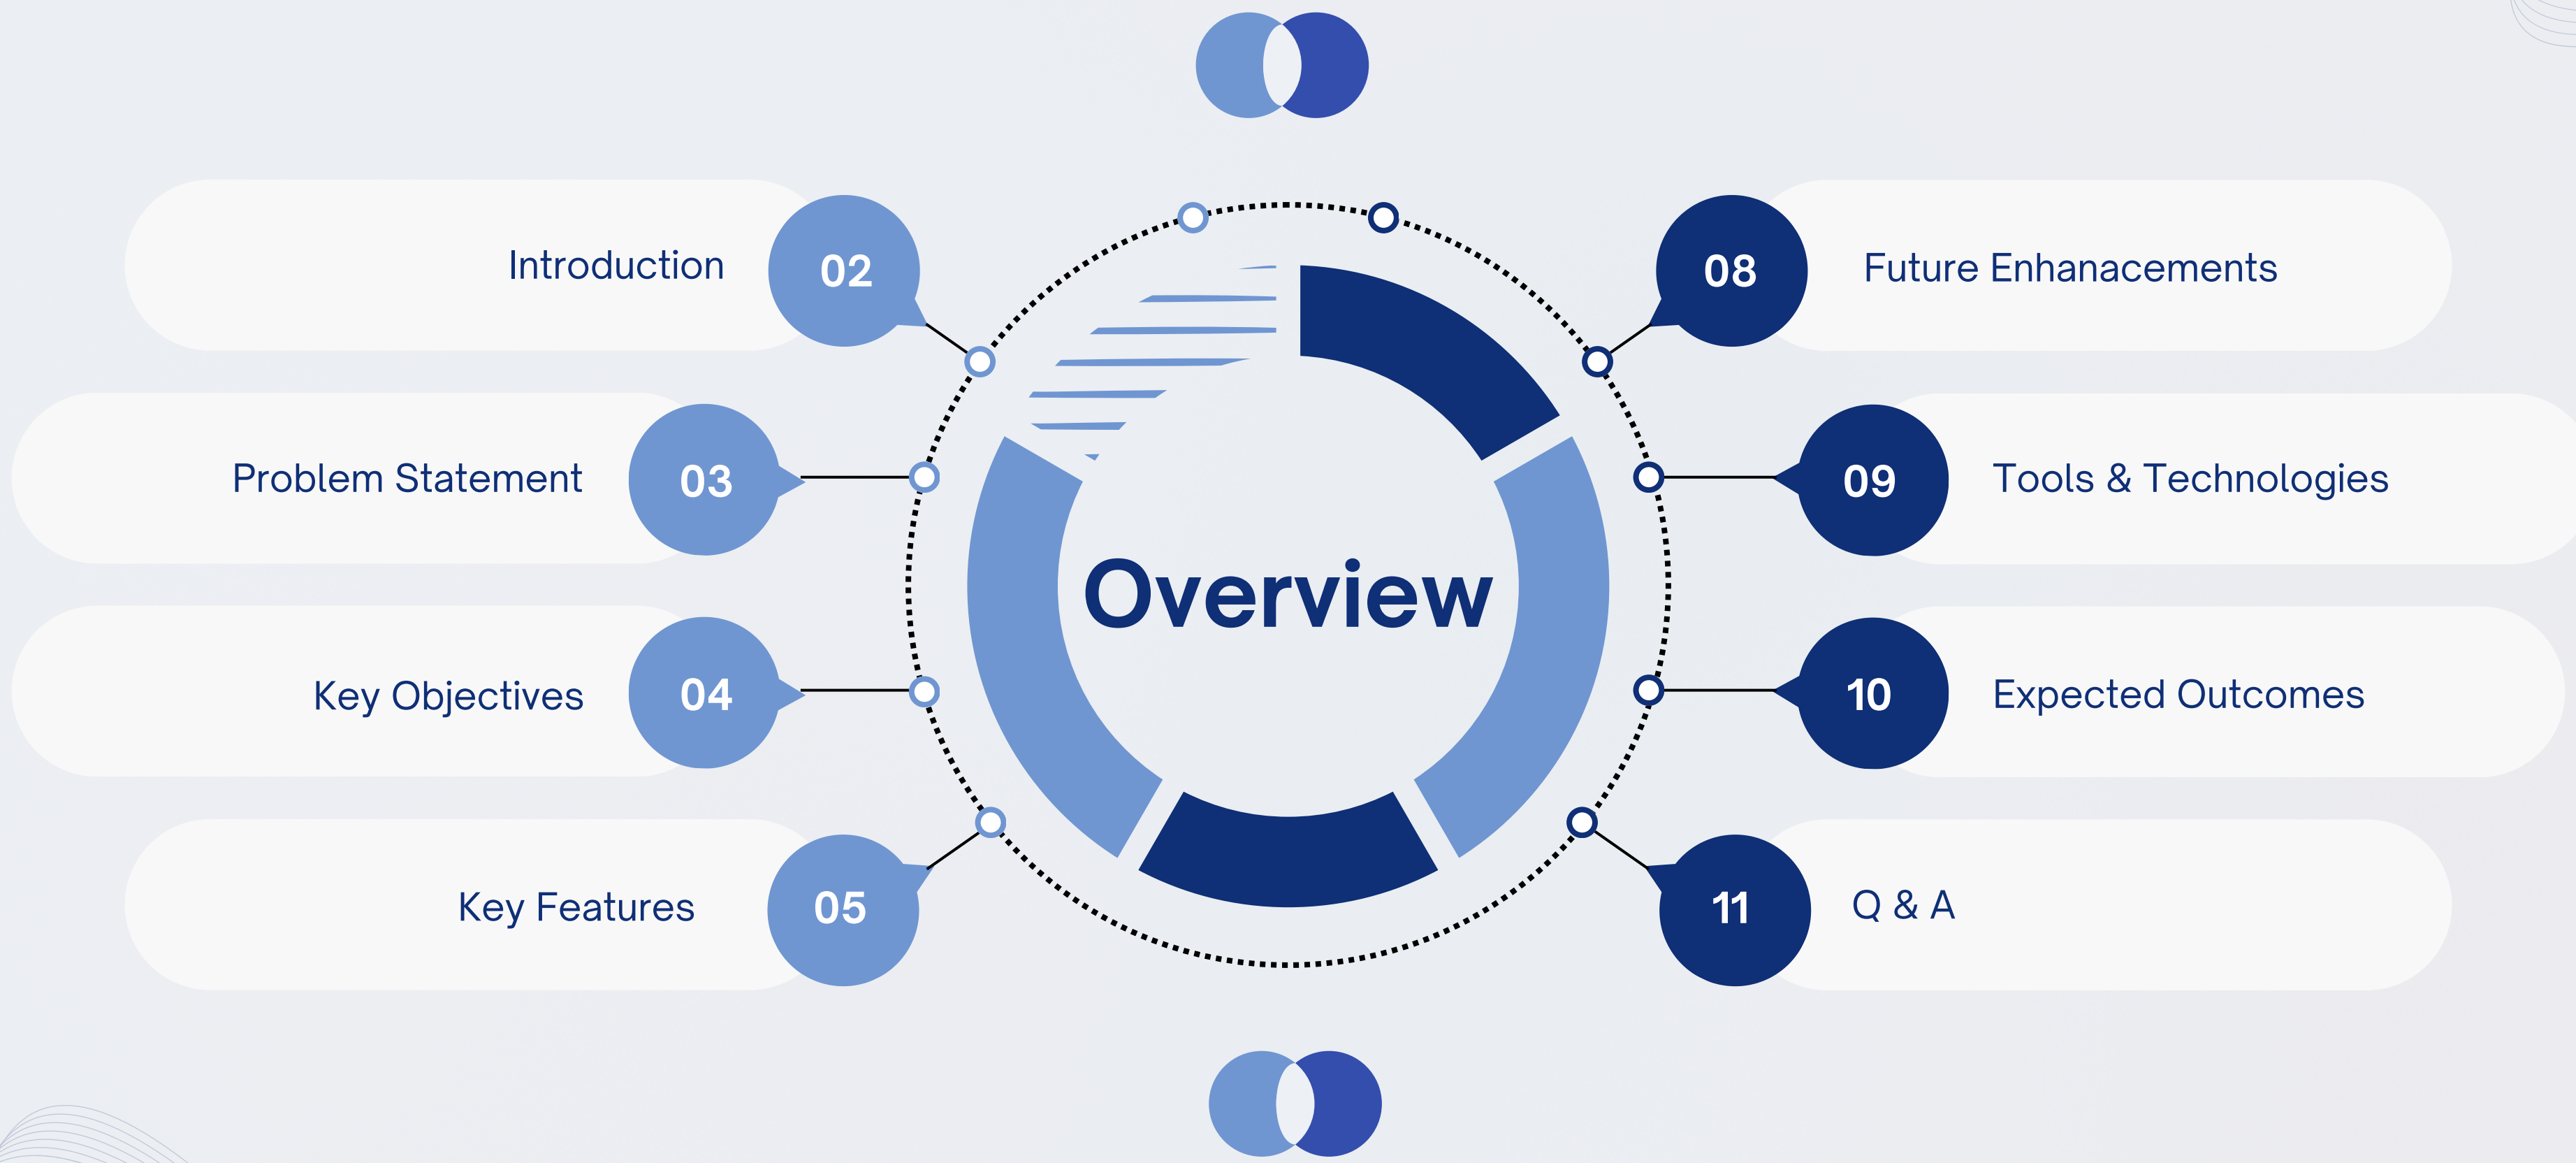 02
Introduction
03
Problem Statement
04
Key Objectives
05
Key Features
Overview
08
Future Enhanacements
09
Tools & Technologies
10
Expected Outcomes
11
Q & A